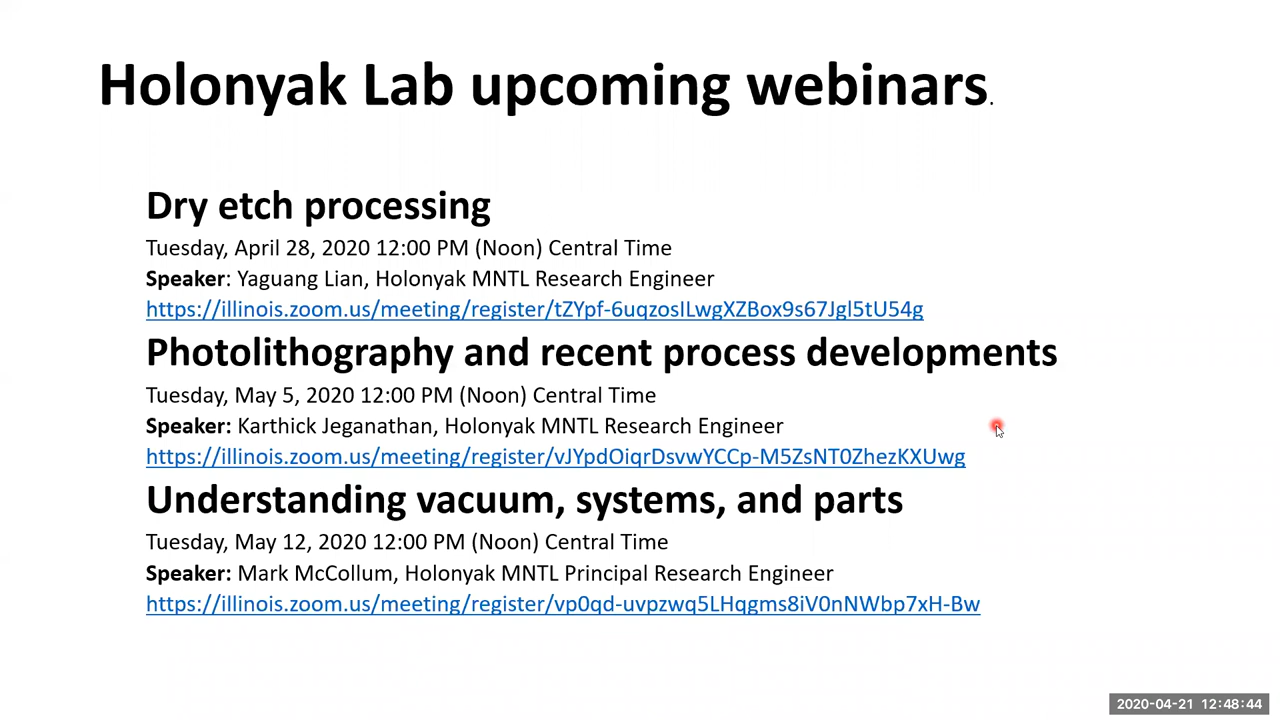 Holonyak Lab upcoming webinars.
Dry etch processing
Tuesday, April 28, 2020 12:00 PM (Noon) Central Time
Speaker: Yaguang Lian, Holonyak MNTL Research Engineer
https://illinois.zoom.us/meeting/register/tZYpf-6uqzosILwgXZBox9s67Jgl5tU54g
Photolithography and recent process developments
Tuesday, May 5, 2020 12:00 PM (Noon) Central Time
Speaker: Karthick Jeganathan, Holonyak MNTL Research Engineer
https://illinois.zoom.us/meeting/register/vJYpdOiqrDsvwYCCp-M5ZsNT0ZhezKXUwg
Understanding vacuum, systems, and parts
Tuesday, May 12, 2020 12:00 PM (Noon) Central Time
Speaker: Mark McCollum, Holonyak MNTL Principal Research Engineer
https://illinois.zoom.us/meeting/register/vp0qd-uvpzwq5LHqgms8iV0nNWbp7xH-Bw
2020-04-21 12:48:44